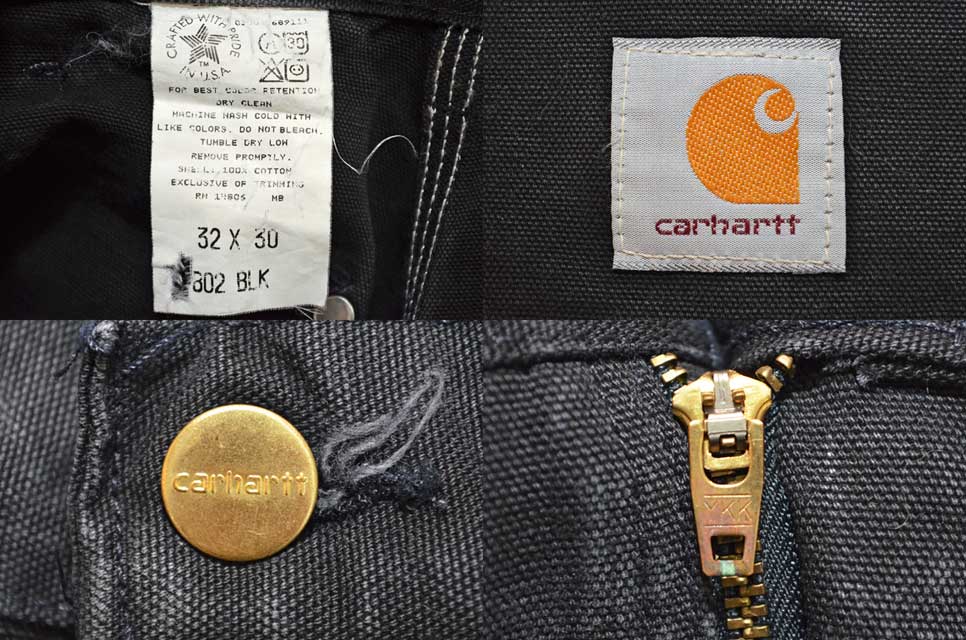 CRAFTED WITH PRIDE
TM
IN U.S.A.
30
FOR BEST COLOR RETENTION
DRY CLEAN
MACHINE WASH COLD WITH
LIKE COLORS. DO NOT BLEACH.
TUMBLE DRY LOW
REMOVE PROMPTLY.
SHELL: 100% COTTON
EXCLUSIVE OF TRIMMING
RN 14806 MB
32 X 30
BLK
carhartt
carhartt
YKK